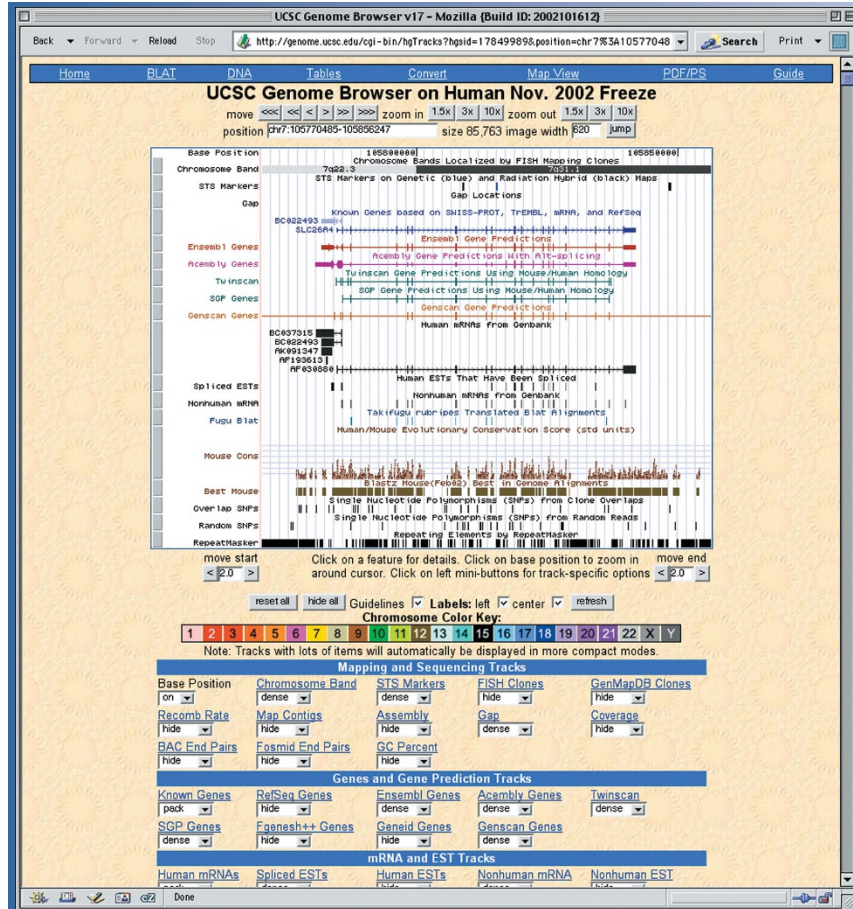 UCSC Genome Browser v17 - Mozilla {Build ID: 2002101612}
Back Forward Reload Stop http://genome.ucsc.edu/cgi-bin/hgTracks?hgsid=17849989&position=chr7%3A10577048 Search Print
Home BLAT DNA Tables Convert Map View PDF/PS Guide
UCSC Genome Browser on Human Nov. 2002 Freeze
move <<< << < > >> >>> zoom in 1.5x 3x 10x zoom out 1.5x 3x 10x
position chr7:105770485-105856247 size 85,763 image width 620 jump
Base Position 105800000| 105850000|
Chromosome Bands Localized by FISH Mapping Clones
Chromosome Band 7q22.3 7q31.1
STS Markers on Genetic (blue) and Radiation Hybrid (black) Maps
STS Markers
Gap Locations
Gap
Known Genes based on SWISS-PROT, TrEMBL, mRNA, and RefSeq
BC022493
SLC26A4
Ensembl Gene Predictions
Ensembl Genes
Acembly Gene Predictions With Alt-splicing
Acembly Genes
Twinscan Gene Predictions Using Mouse/Human Homology
Twinscan
SGP Gene Predictions Using Mouse/Human Homology
SGP Genes
Genscan Gene Predictions
Genscan Genes
Human mRNAs from Genbank
BC037315
BC022493
AK091347
AF193613
AF030880
Human ESTs That Have Been Spliced
Spliced ESTs
Nonhuman mRNAs from Genbank
Nonhuman mRNA
Takifugu rubripes Translated Blat Alignments
Fugu Blat
Human/Mouse Evolutionary Conservation Score (std units)
Mouse Cons
Blastz Mouse(Feb02) Best in Genome Alignments
Best Mouse
Single Nucleotide Polymorphisms (SNPs) from Clone Overlaps
Overlap SNPs
Single Nucleotide Polymorphisms (SNPs) from Random Reads
Random SNPs
Repeating Elements by RepeatMasker
RepeatMasker
move start Click on a feature for details. Click on base position to zoom in move end
< 2.0 > around cursor. Click on left mini-buttons for track-specific options < 2.0 >
reset all hide all Guidelines Labels: left center refresh
Chromosome Color Key:
1 2 3 4 5 6 7 8 9 10 11 12 13 14 15 16 17 18 19 20 21 22 X Y
Note: Tracks with lots of items will automatically be displayed in more compact modes.
Mapping and Sequencing Tracks
Base Position Chromosome Band STS Markers FISH Clones GenMapDB Clones
on dense dense hide hide
Recomb Rate Map Contigs Assembly Gap Coverage
hide hide hide dense hide
BAC End Pairs Fosmid End Pairs GC Percent
hide hide hide
Genes and Gene Prediction Tracks
Known Genes RefSeq Genes Ensembl Genes Acembly Genes Twinscan
pack hide dense dense dense
SGP Genes Fgenesh++ Genes Geneid Genes Genscan Genes
dense hide hide dense
mRNA and EST Tracks
Human mRNAs Spliced ESTs Human ESTs Nonhuman mRNA Nonhuman EST
Done